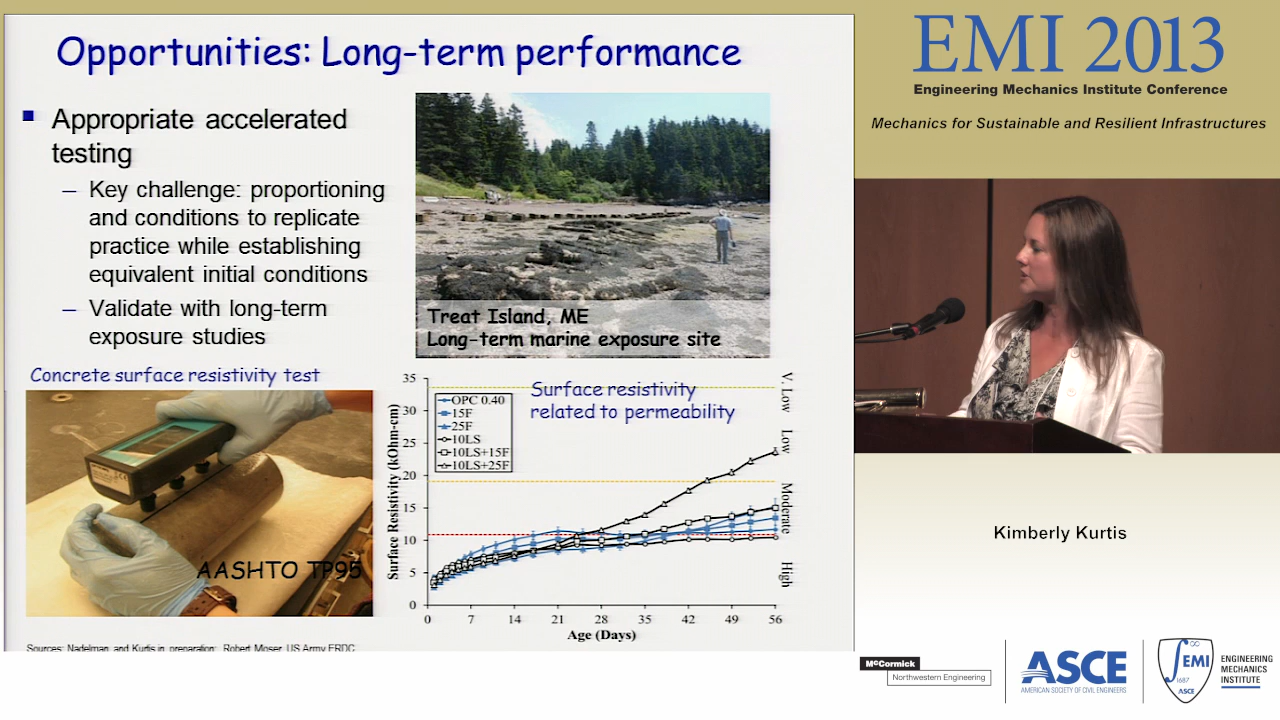 Opportunities: Long-term performance
Appropriate accelerated
testing
– Key challenge: proportioning
and conditions to replicate
practice while establishing
equivalent initial conditions
– Validate with long-term
exposure studies
Treat Island, ME
Long-term marine exposure site
Concrete surface resistivity test
AASHTO TP95
Surface resistivity
related to permeability
OPC 0.40
15F
25F
10LS
10LS+15F
10LS+25F
Surface Resistivity (kOhm-cm)
35
30
25
20
15
10
5
0
0 7 14 21 28 35 42 49 56
Age (Days)
V. Low
Low
Moderate
High
Sources: Nadelman and Kurtis in preparation; Robert Moser, US Army ERDC
EMI 2013
Engineering Mechanics Institute Conference
Mechanics for Sustainable and Resilient Infrastructures
Kimberly Kurtis
McCormick
Northwestern Engineering
ASCE
AMERICAN SOCIETY OF CIVIL ENGINEERS
EMI
1687
ASCE
ENGINEERING
MECHANICS
INSTITUTE